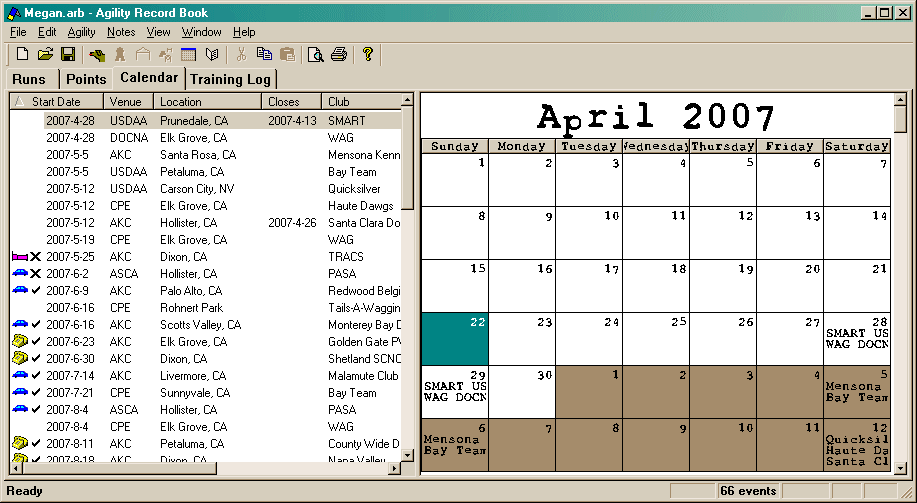 Megan.arb - Agility Record Book
File Edit Agility Notes View Window Help
Runs Points Calendar Training Log
Start Date Venue Location Closes Club
2007-4-28 USDAA Prunedale, CA 2007-4-13 SMART
2007-4-28 DOCNA Elk Grove, CA WAG
2007-5-5 AKC Santa Rosa, CA Mensona Kenn
2007-5-5 USDAA Petaluma, CA Bay Team
2007-5-12 USDAA Carson City, NV Quicksilver
2007-5-12 CPE Elk Grove, CA Haute Dawgs
2007-5-12 AKC Hollister, CA 2007-4-26 Santa Clara Do
2007-5-19 CPE Elk Grove, CA WAG
2007-5-25 AKC Dixon, CA TRACS
2007-6-2 ASCA Hollister, CA PASA
2007-6-9 AKC Palo Alto, CA Redwood Belgi
2007-6-16 CPE Rohnert Park Tails-A-Waggin
2007-6-16 AKC Scotts Valley, CA Monterey Bay D
2007-6-23 AKC Elk Grove, CA Golden Gate PV
2007-6-30 AKC Dixon, CA Shetland SCNC
2007-7-14 AKC Livermore, CA Malamute Club
2007-7-21 CPE Sunnyvale, CA Bay Team
2007-8-4 ASCA Hollister, CA PASA
2007-8-4 CPE Elk Grove, CA WAG
2007-8-11 AKC Petaluma, CA County Wide D
2007-8-18 AKC Dixon, CA Napa Valley
April 2007
Sunday Monday Tuesday Wednesday Thursday Friday Saturday
1 2 3 4 5 6 7
8 9 10 11 12 13 14
15 16 17 18 19 20 21
22 23 24 25 26 27 28
SMART US
WAG DOCN
29 30 1 2 3 4 5
SMART US Mensona
WAG DOCN Bay Team
6 7 8 9 10 11 12
Mensona Quicksil
Bay Team Haute Da
Santa Cl
Ready 66 events